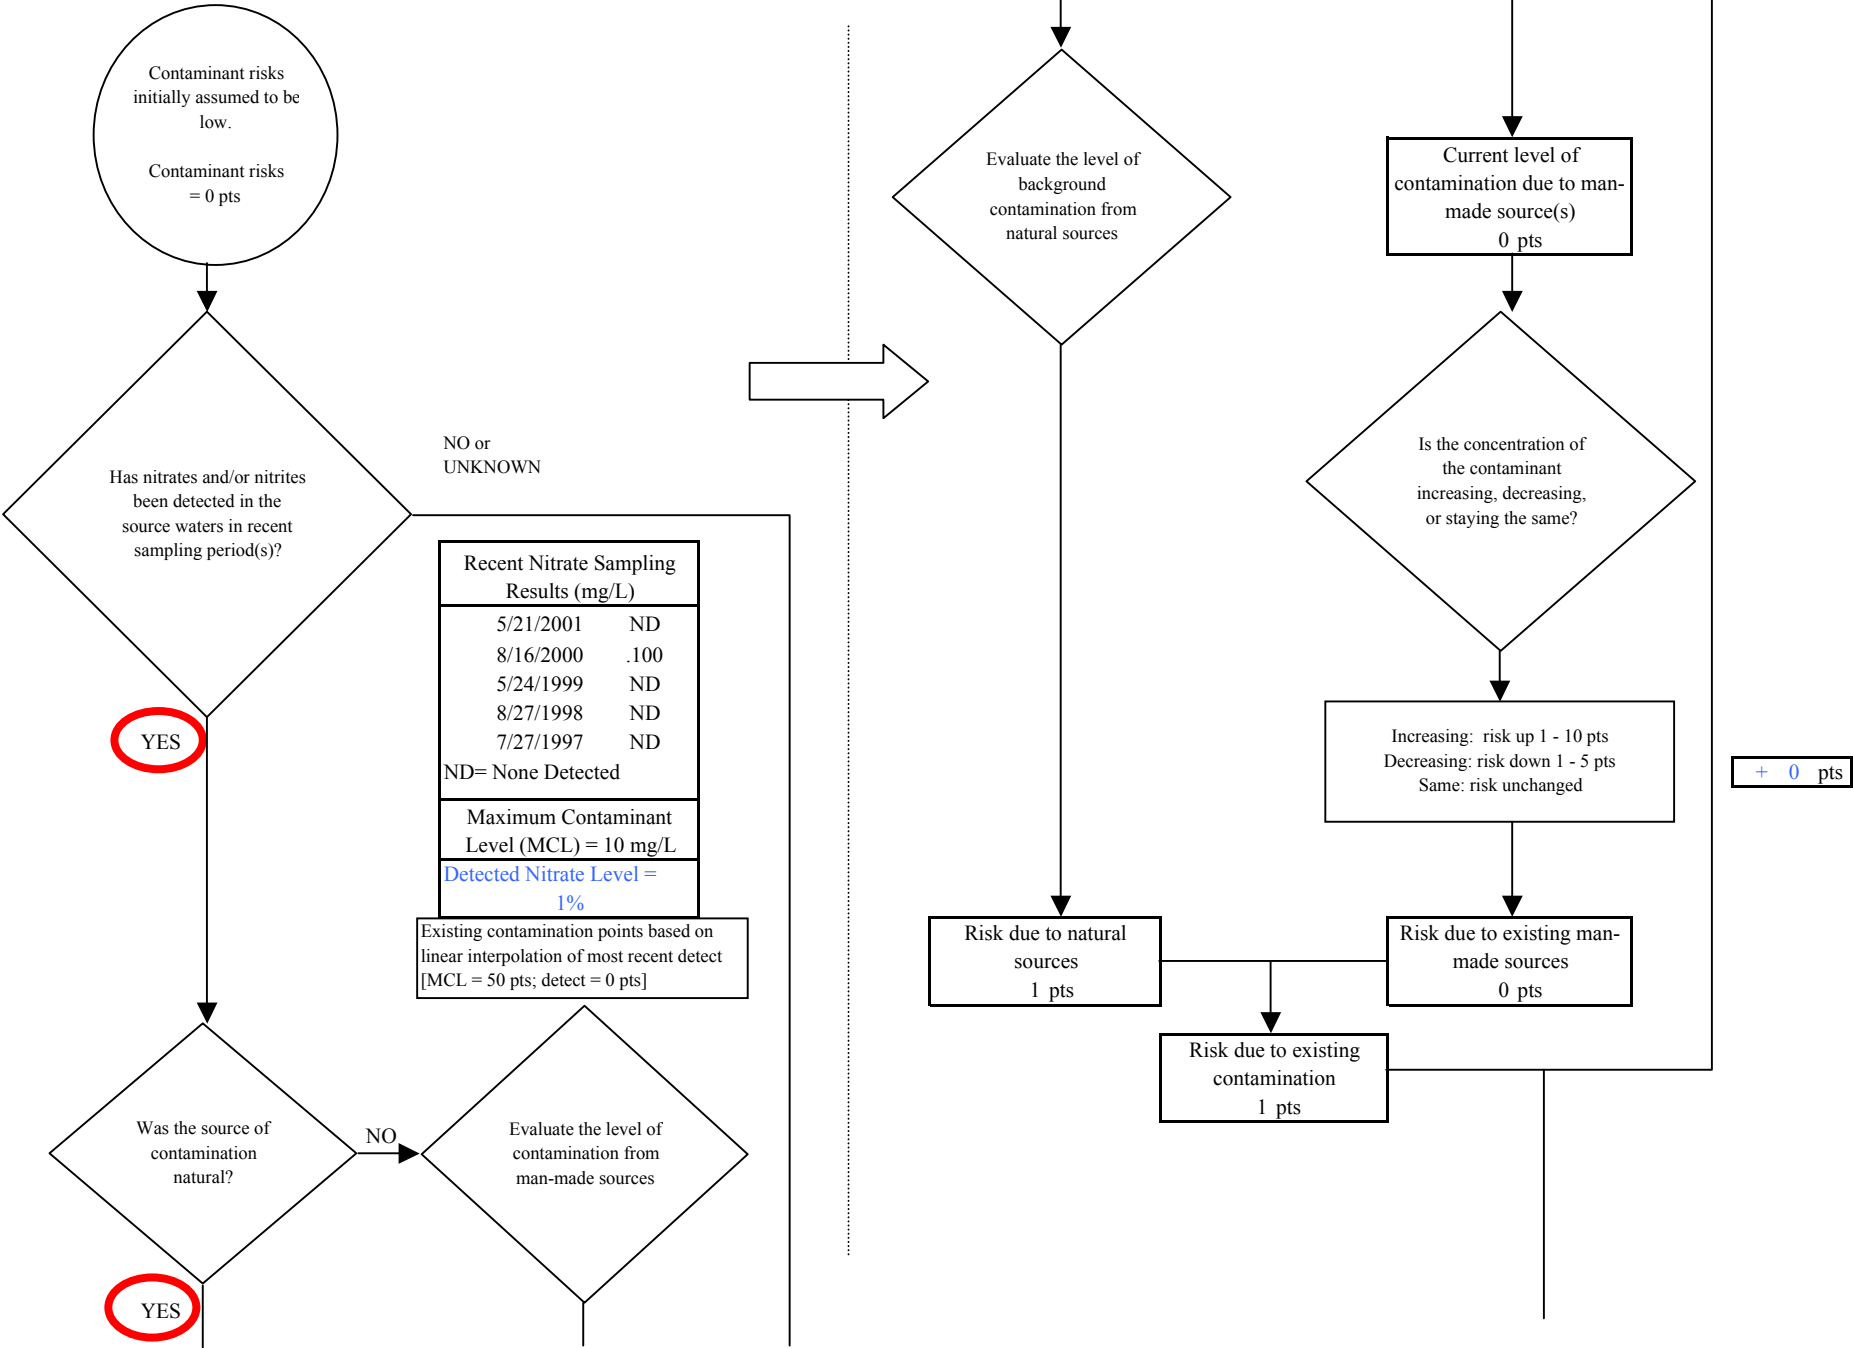 Contaminant risks
initially assumed to be
low.
Contaminant risks
= 0 pts
Has nitrates and/or nitrites
been detected in the
source waters in recent
sampling period(s)?
NO or
UNKNOWN
YES
Recent Nitrate Sampling
Results (mg/L)
5/21/2001 ND
8/16/2000 .100
5/24/1999 ND
8/27/1998 ND
7/27/1997 ND
ND= None Detected
Maximum Contaminant
Level (MCL) = 10 mg/L
Detected Nitrate Level =
1%
Existing contamination points based on
linear interpolation of most recent detect
[MCL = 50 pts; detect = 0 pts]
Was the source of
contamination
natural?
NO
Evaluate the level of
contamination from
man-made sources
YES
Evaluate the level of
background
contamination from
natural sources
Current level of
contamination due to man-
made source(s)
0 pts
Is the concentration of
the contaminant
increasing, decreasing,
or staying the same?
Increasing: risk up 1 - 10 pts
Decreasing: risk down 1 - 5 pts
Same: risk unchanged
+ 0 pts
Risk due to natural
sources
1 pts
Risk due to existing man-
made sources
0 pts
Risk due to existing
contamination
1 pts